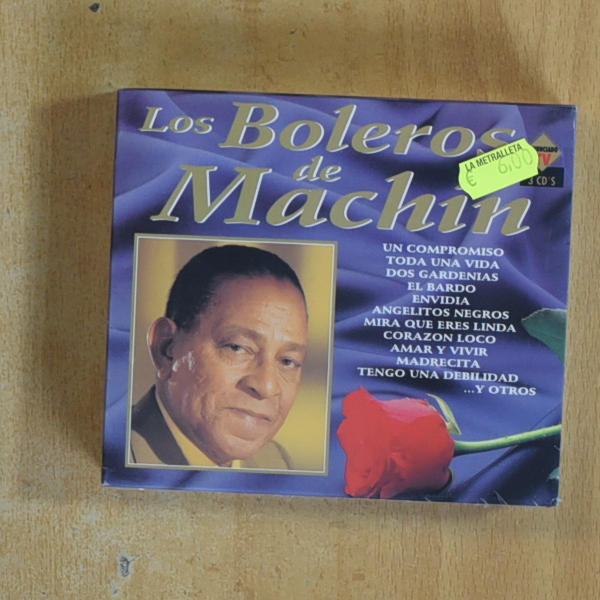 Los Boleros
de
Machin
LA METRALLETA
€ 6,00
TV
3 CD'S
UN COMPROMISO
TODA UNA VIDA
DOS GARDENIAS
EL BARDO
ENVIDIA
ANGELITOS NEGROS
MIRA QUE ERES LINDA
CORAZON LOCO
AMAR Y VIVIR
MADRECITA
TENGO UNA DEBILIDAD
...Y OTROS